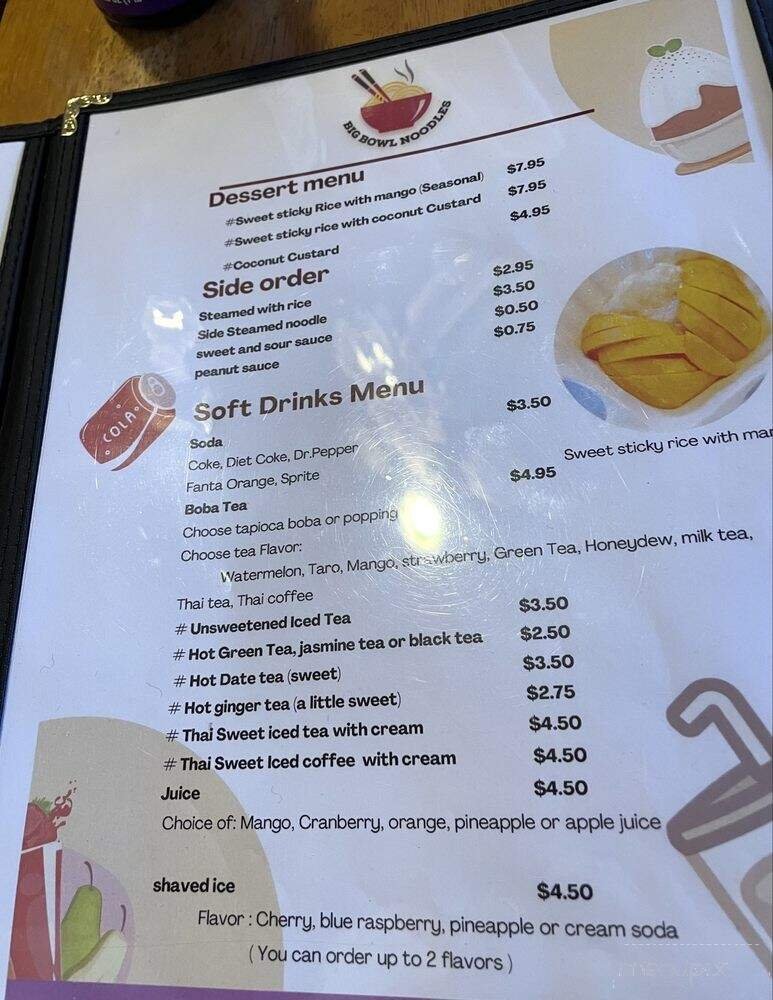 BIG BOWL NOODLES
Dessert menu
#Sweet sticky Rice with mango (Seasonal) $7.95
#Sweet sticky rice with coconut Custard $7.95
#Coconut Custard $4.95
Side order
Steamed with rice $2.95
Side Steamed noodle $3.50
sweet and sour sauce $0.50
peanut sauce $0.75
COLA
Soft Drinks Menu
Soda $3.50
Coke, Diet Coke, Dr.Pepper
Fanta Orange, Sprite
Sweet sticky rice with mar
Boba Tea $4.95
Choose tapioca boba or popping
Choose tea Flavor:
Watermelon, Taro, Mango, strawberry, Green Tea, Honeydew, milk tea,
Thai tea, Thai coffee
# Unsweetened Iced Tea $3.50
# Hot Green Tea, jasmine tea or black tea $2.50
# Hot Date tea (sweet) $3.50
# Hot ginger tea (a little sweet) $2.75
# Thai Sweet iced tea with cream $4.50
# Thai Sweet Iced coffee with cream $4.50
Juice $4.50
Choice of: Mango, Cranberry, orange, pineapple or apple juice
shaved ice $4.50
Flavor : Cherry, blue raspberry, pineapple or cream soda
( You can order up to 2 flavors )